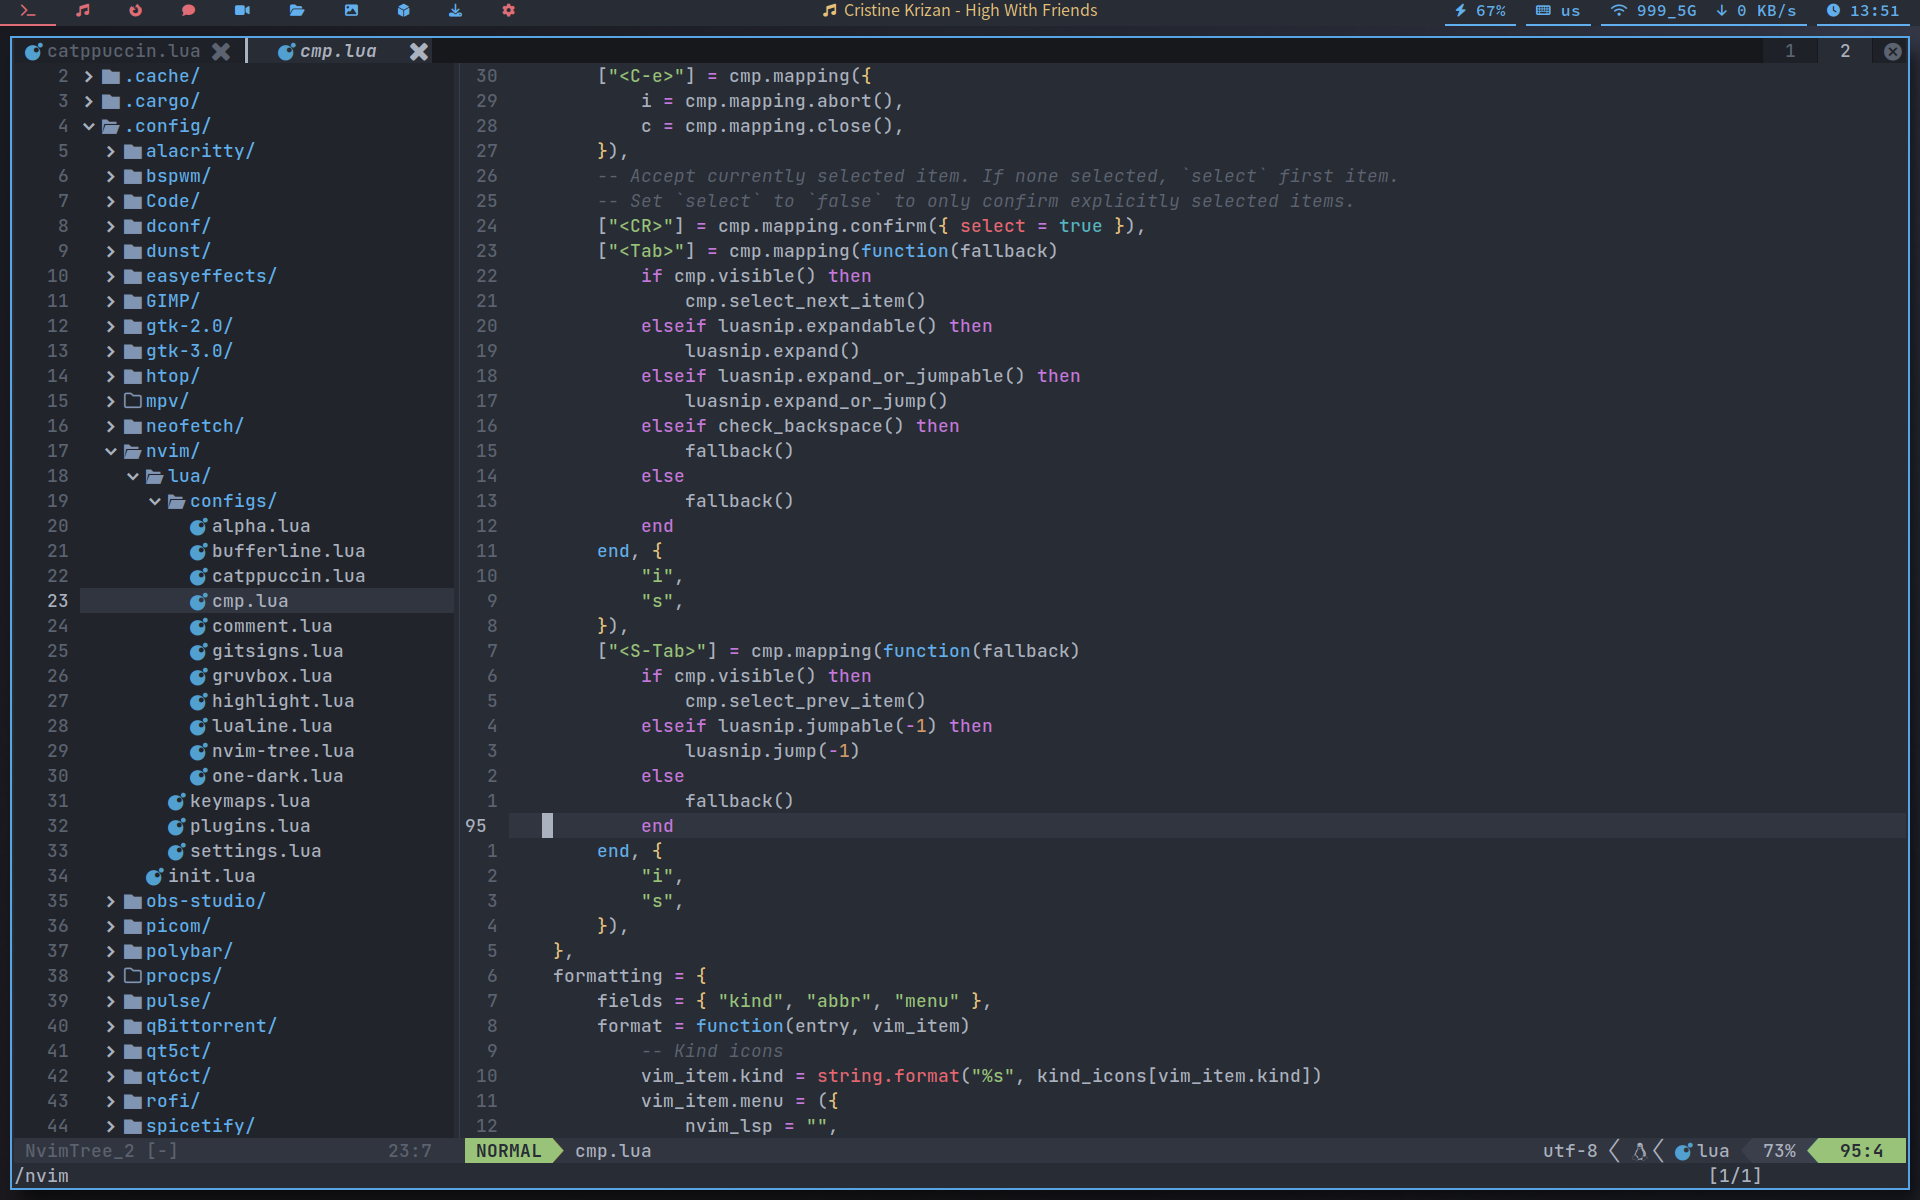 Cristine Krizan - High With Friends
67% us 999_5G ↓ 0 KB/s 13:51
catppuccin.lua cmp.lua 1 2
2 .cache/
3 .cargo/
4 .config/
5 alacritty/
6 bspwm/
7 Code/
8 dconf/
9 dunst/
10 easyeffects/
11 GIMP/
12 gtk-2.0/
13 gtk-3.0/
14 htop/
15 mpv/
16 neofetch/
17 nvim/
18 lua/
19 configs/
20 alpha.lua
21 bufferline.lua
22 catppuccin.lua
23 cmp.lua
24 comment.lua
25 gitsigns.lua
26 gruvbox.lua
27 highlight.lua
28 lualine.lua
29 nvim-tree.lua
30 one-dark.lua
31 keymaps.lua
32 plugins.lua
33 settings.lua
34 init.lua
35 obs-studio/
36 picom/
37 polybar/
38 procps/
39 pulse/
40 qBittorrent/
41 qt5ct/
42 qt6ct/
43 rofi/
44 spicetify/
30 ["<C-e>"] = cmp.mapping({
29 i = cmp.mapping.abort(),
28 c = cmp.mapping.close(),
27 }),
26 -- Accept currently selected item. If none selected, `select` first item.
25 -- Set `select` to `false` to only confirm explicitly selected items.
24 ["<CR>"] = cmp.mapping.confirm({ select = true }),
23 ["<Tab>"] = cmp.mapping(function(fallback)
22 if cmp.visible() then
21 cmp.select_next_item()
20 elseif luasnip.expandable() then
19 luasnip.expand()
18 elseif luasnip.expand_or_jumpable() then
17 luasnip.expand_or_jump()
16 elseif check_backspace() then
15 fallback()
14 else
13 fallback()
12 end
11 end, {
10 "i",
9 "s",
8 }),
7 ["<S-Tab>"] = cmp.mapping(function(fallback)
6 if cmp.visible() then
5 cmp.select_prev_item()
4 elseif luasnip.jumpable(-1) then
3 luasnip.jump(-1)
2 else
1 fallback()
95 end
1 end, {
2 "i",
3 "s",
4 }),
5 },
6 formatting = {
7 fields = { "kind", "abbr", "menu" },
8 format = function(entry, vim_item)
9 -- Kind icons
10 vim_item.kind = string.format("%s", kind_icons[vim_item.kind])
11 vim_item.menu = ({
12 nvim_lsp = "",
NvimTree_2 [-] 23:7 NORMAL cmp.lua utf-8 lua 73% 95:4
/nvim [1/1]